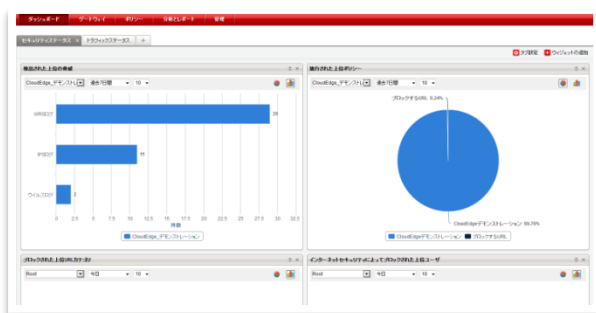 ダッシュボード ゲートウェイ ポリシー 分析とレポート 管理
セキュリティステータス × トラフィックステータス +
タブ設定 ウィジェットの追加
検出された上位の脅威
CloudEdge_デモンストレ 過去7日間 10
WRSログ 29
IPSログ 11
ウイルスログ 2
0 2.5 5 7.5 10 12.5 15 17.5 20 22.5 25 27.5 30 32.5
件数
CloudEdge_デモンストレーション
実行された上位ポリシー
CloudEdge_デモンストレ 過去7日間 10
ブロックするURL: 0.24%
CloudEdgeデモンストレーション: 99.76%
CloudEdgeデモンストレーション ブロックするURL
ブロックされた上位URLカテゴリ
Root 今日 10
インターネットセキュリティによってブロックされた上位ユーザ
Root 今日 10